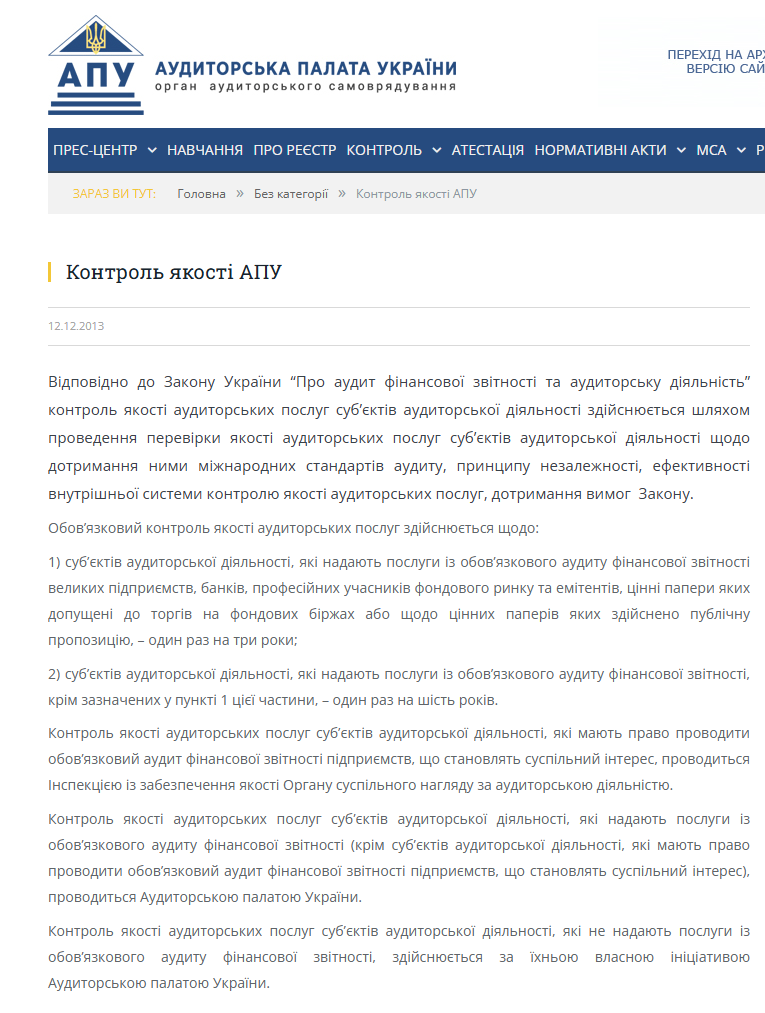 АПУ
АУДИТОРСЬКА ПАЛАТА УКРАЇНИ
орган аудиторського самоврядування
ПЕРЕХІД НА АРХ
ВЕРСІЮ САЙ
ПРЕС-ЦЕНТР НАВЧАННЯ ПРО РЕЄСТР КОНТРОЛЬ АТЕСТАЦІЯ НОРМАТИВНІ АКТИ МСА Р
ЗАРАЗ ВИ ТУТ: Головна » Без категорії » Контроль якості АПУ
Контроль якості АПУ
12.12.2013
Відповідно до Закону України “Про аудит фінансової звітності та аудиторську діяльність”
контроль якості аудиторських послуг суб’єктів аудиторської діяльності здійснюється шляхом
проведення перевірки якості аудиторських послуг суб’єктів аудиторської діяльності щодо
дотримання ними міжнародних стандартів аудиту, принципу незалежності, ефективності
внутрішньої системи контролю якості аудиторських послуг, дотримання вимог Закону.
Обов’язковий контроль якості аудиторських послуг здійснюється щодо:
1) суб’єктів аудиторської діяльності, які надають послуги із обов’язкового аудиту фінансової звітності
великих підприємств, банків, професійних учасників фондового ринку та емітентів, цінні папери яких
допущені до торгів на фондових біржах або щодо цінних паперів яких здійснено публічну
пропозицію, – один раз на три роки;
2) суб’єктів аудиторської діяльності, які надають послуги із обов’язкового аудиту фінансової звітності,
крім зазначених у пункті 1 цієї частини, – один раз на шість років.
Контроль якості аудиторських послуг суб’єктів аудиторської діяльності, які мають право проводити
обов’язковий аудит фінансової звітності підприємств, що становлять суспільний інтерес, проводиться
Інспекцією із забезпечення якості Органу суспільного нагляду за аудиторською діяльністю.
Контроль якості аудиторських послуг суб’єктів аудиторської діяльності, які надають послуги із
обов’язкового аудиту фінансової звітності (крім суб’єктів аудиторської діяльності, які мають право
проводити обов’язковий аудит фінансової звітності підприємств, що становлять суспільний інтерес),
проводиться Аудиторською палатою України.
Контроль якості аудиторських послуг суб’єктів аудиторської діяльності, які не надають послуги із
обов’язкового аудиту фінансової звітності, здійснюється за їхньою власною ініціативою
Аудиторською палатою України.